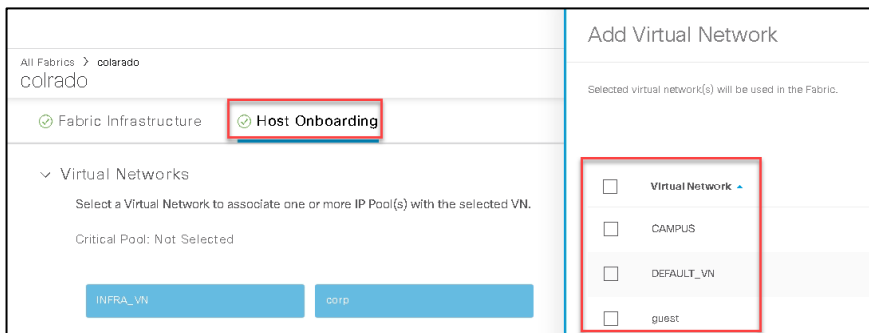 All Fabrics > colarado
colrado
Fabric Infrastructure
Host Onboarding
Virtual Networks
Select a Virtual Network to associate one or more IP Pool(s) with the selected VN.
Critical Pool: Not Selected
INFRA_VN
corp
Add Virtual Network
Selected virtual network(s) will be used in the Fabric.
Virtual Network
CAMPUS
DEFAULT_VN
guest